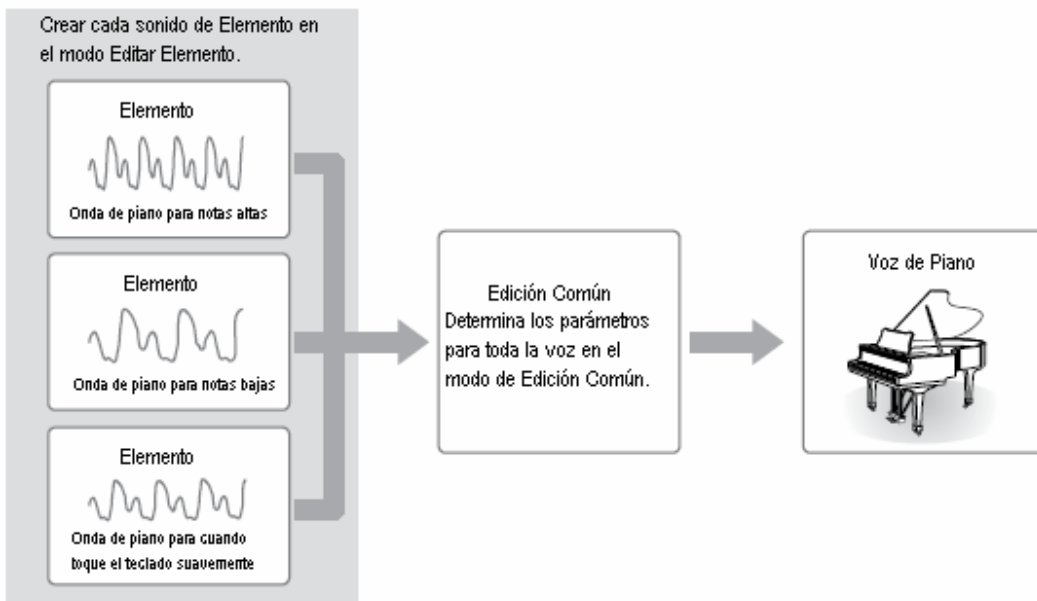 Crear cada sonido de Elemento en
el modo Editar Elemento.
Elemento
Onda de piano para notas altas
Elemento
Onda de piano para notas bajas
Elemento
Onda de piano para cuando
toque el teclado suavemente
Edición Común
Determina los parámetros
para toda la voz en el
modo de Edición Común.
Voz de Piano